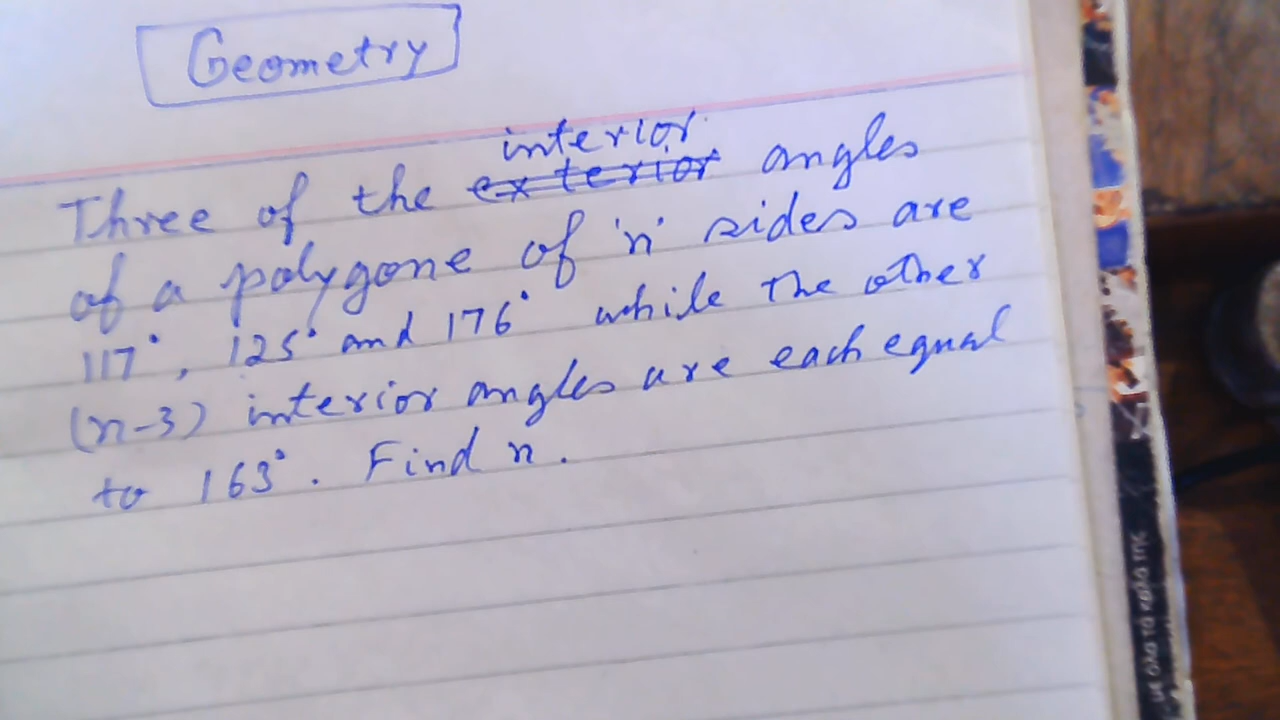 Geometry
interior
Three of the exterior angles
of a polygone of 'n' sides are
117°, 125° and 176° while the other
(n-3) interior angles are each equal
to 163°. Find n.